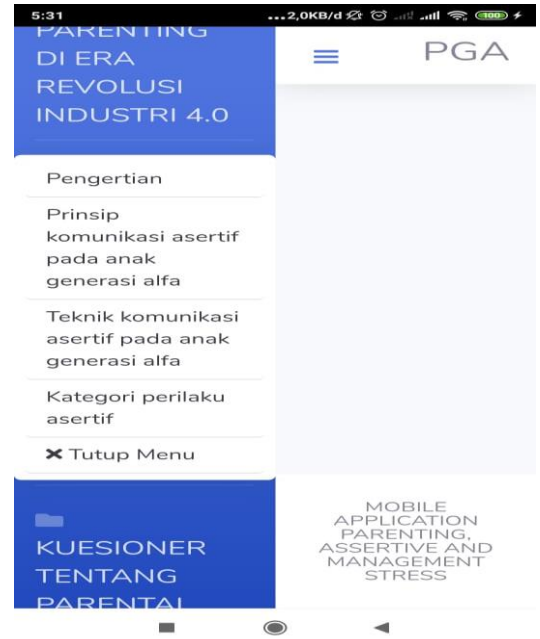 5:31
...2,0KB/d
100
PARENTING
DI ERA
REVOLUSI
INDUSTRI 4.0
PGA
Pengertian
Prinsip
komunikasi asertif
pada anak
generasi alfa
Teknik komunikasi
asertif pada anak
generasi alfa
Kategori perilaku
asertif
✖ Tutup Menu
KUESIONER
TENTANG
PARENTAL
MOBILE
APPLICATION
PARENTING,
ASSERTIVE AND
MANAGEMENT
STRESS